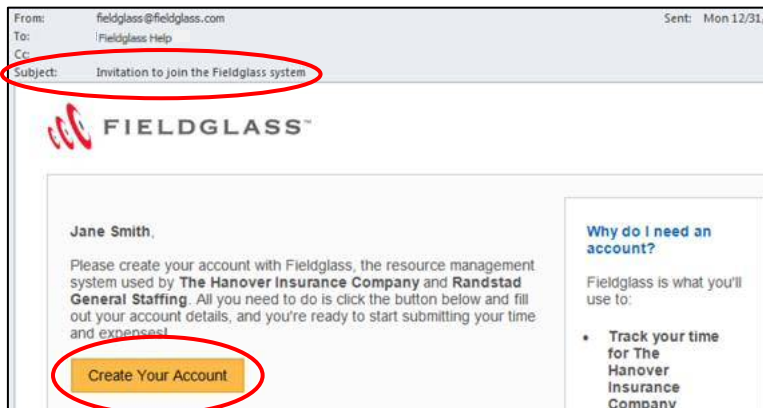 From: fieldglass@fieldglass.com Sent: Mon 12/31/
To: Fieldglass Help
Cc:
Subject: Invitation to join the Fieldglass system
FIELDGLASS™
Jane Smith,
Please create your account with Fieldglass, the resource management
system used by The Hanover Insurance Company and Randstad
General Staffing. All you need to do is click the button below and fill
out your account details, and you're ready to start submitting your time
and expenses!
Create Your Account
Why do I need an
account?
Fieldglass is what you'll
use to:
• Track your time
for The
Hanover
Insurance
Company